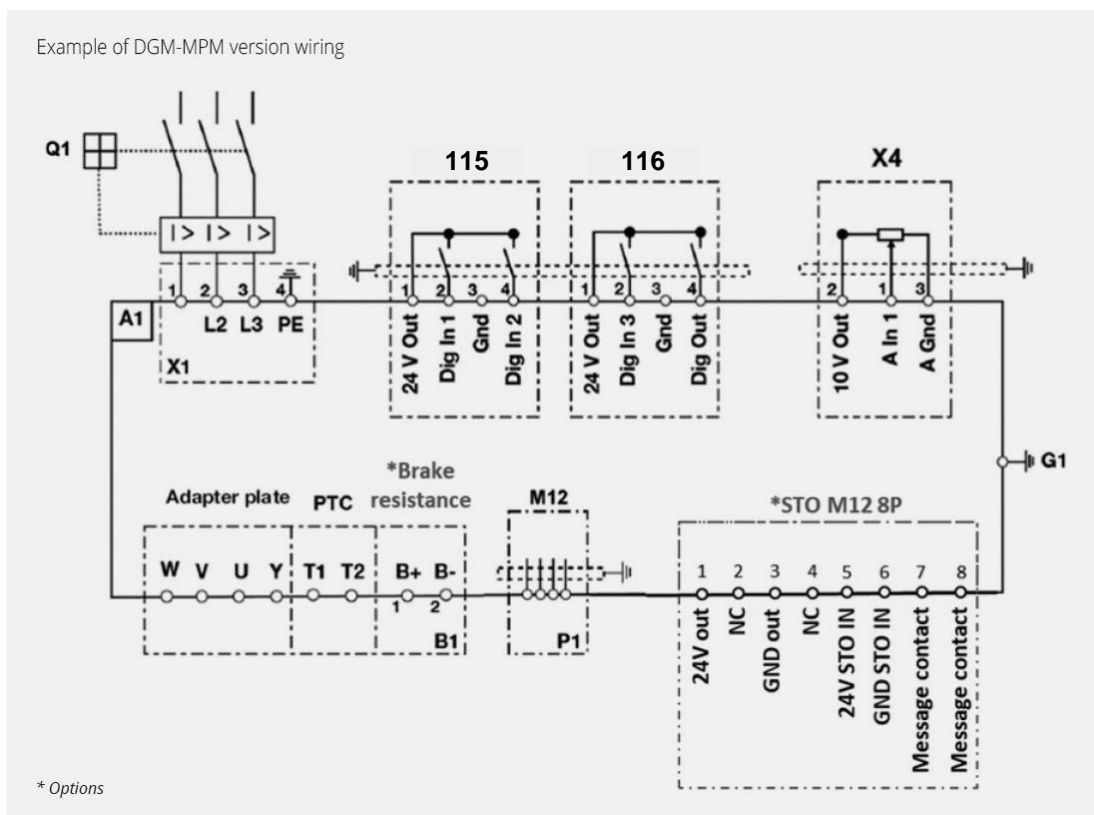 Example of DGM-MPM version wiring
Q1
115
116
X4
|> |> |>
1 2 3 4
1 2 3 4
1 2 3 4
2 1 3
A1
L2 L3 PE
X1
24 V Out
Dig In 1
Gnd
Dig In 2
24 V Out
Dig In 3
Gnd
Dig Out
10 V Out
A In 1
A Gnd
G1
Adapter plate
PTC
*Brake
resistance
M12
*STO M12 8P
W V U Y T1 T2 B+ B-
1 2
B1
P1
1 2 3 4 5 6 7 8
24V out
NC
GND out
NC
24V STO IN
GND STO IN
Message contact
Message contact
* Options